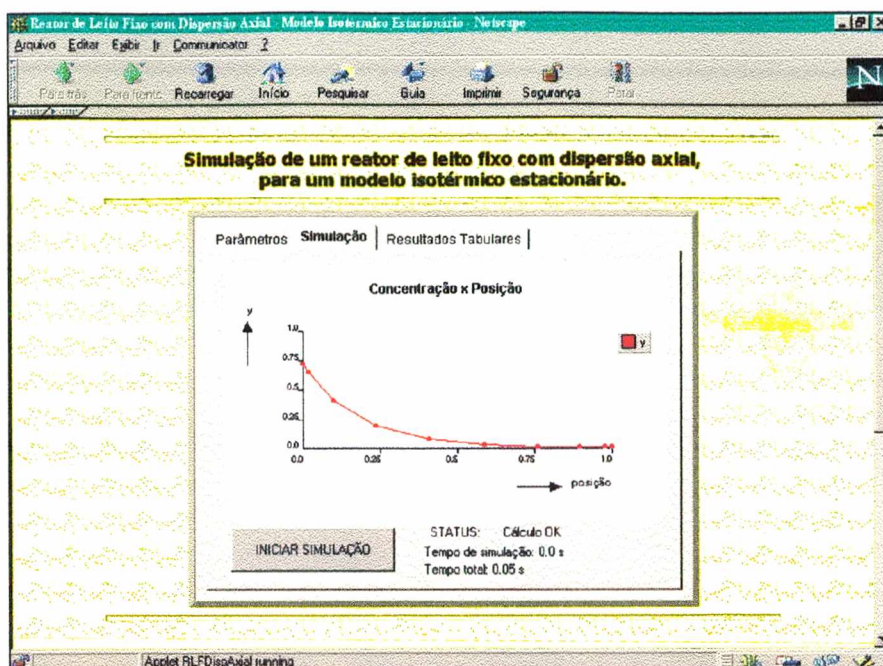 Reator de Leito Fixo com Dispersão Axial - Modelo Isotérmico Estacionário - Netscape
Arquivo Editar Exibir Ir Communicator ?
Para trás Para frente Recarregar Início Pesquisar Guia Imprimir Segurança Parar
N
Simulação de um reator de leito fixo com dispersão axial,
para um modelo isotérmico estacionário.
Parâmetros Simulação Resultados Tabulares
Concentração x Posição
y
1.0
0.75
0.5
0.25
0.0
y
0.0 0.25 0.5 0.75 1.0
posição
INICIAR SIMULAÇÃO
STATUS: Cálculo OK
Tempo de simulação: 0.0 s
Tempo total: 0.05 s
Applet RLFDispAxial running